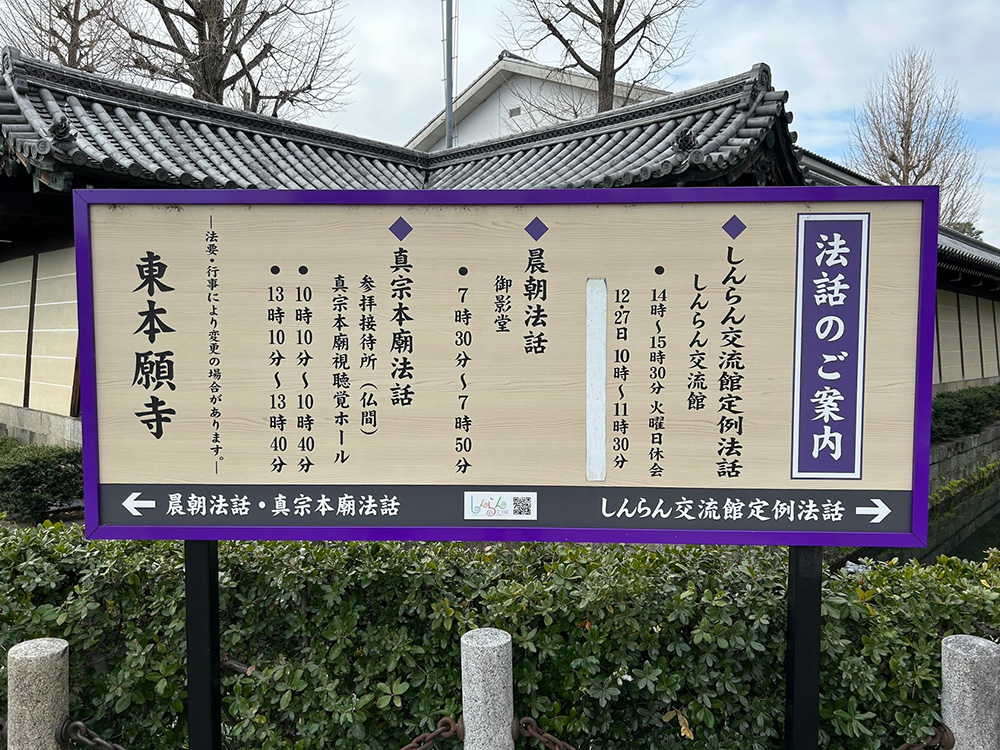 法話のご案内
◆しんらん交流館定例法話
しんらん交流館
●14時〜15時30分 火曜日休会
12・27日 10時〜11時30分
◆晨朝法話
御影堂
●7時30分〜7時50分
◆真宗本廟法話
参拝接待所（仏間）
真宗本廟視聴覚ホール
●10時10分〜10時40分
●13時10分〜13時40分
―法要・行事により変更の場合があります。―
東本願寺
← 晨朝法話・真宗本廟法話
しんらん
しんらん交流館定例法話 →